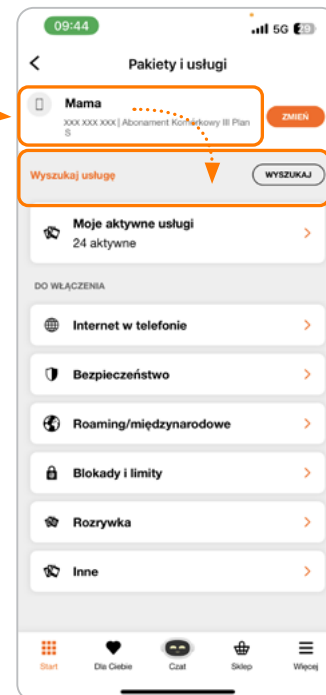 09:44
5G 29
Pakiety i usługi
Mama
XXX XXX XXX | Abonament Komórkowy III Plan
S
ZMIEŃ
Wyszukaj usługę
WYSZUKAJ
Moje aktywne usługi
24 aktywne
DO WŁĄCZENIA
Internet w telefonie
Bezpieczeństwo
Roaming/międzynarodowe
Blokady i limity
Rozrywka
Inne
Start Dla Ciebie Czat Sklep Więcej